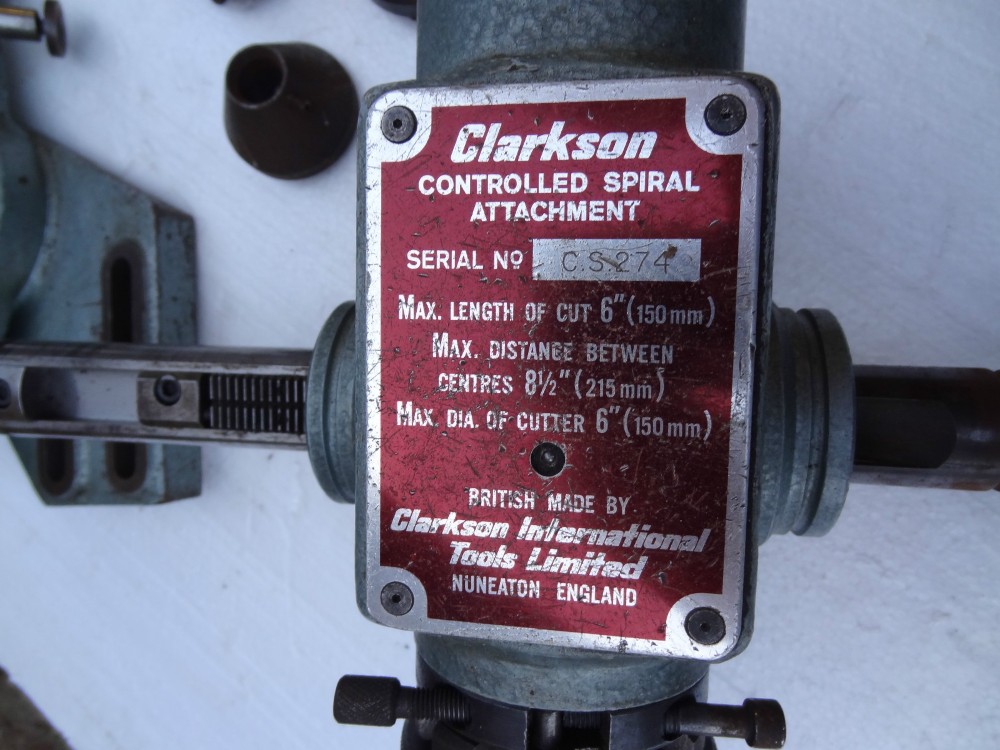 Clarkson
CONTROLLED SPIRAL
ATTACHMENT
SERIAL Nº C.S.274
MAX. LENGTH OF CUT 6" (150mm)
MAX. DISTANCE BETWEEN
CENTRES 8½" (215mm)
MAX. DIA. OF CUTTER 6" (150mm)
BRITISH MADE BY
Clarkson International
Tools Limited
NUNEATON ENGLAND